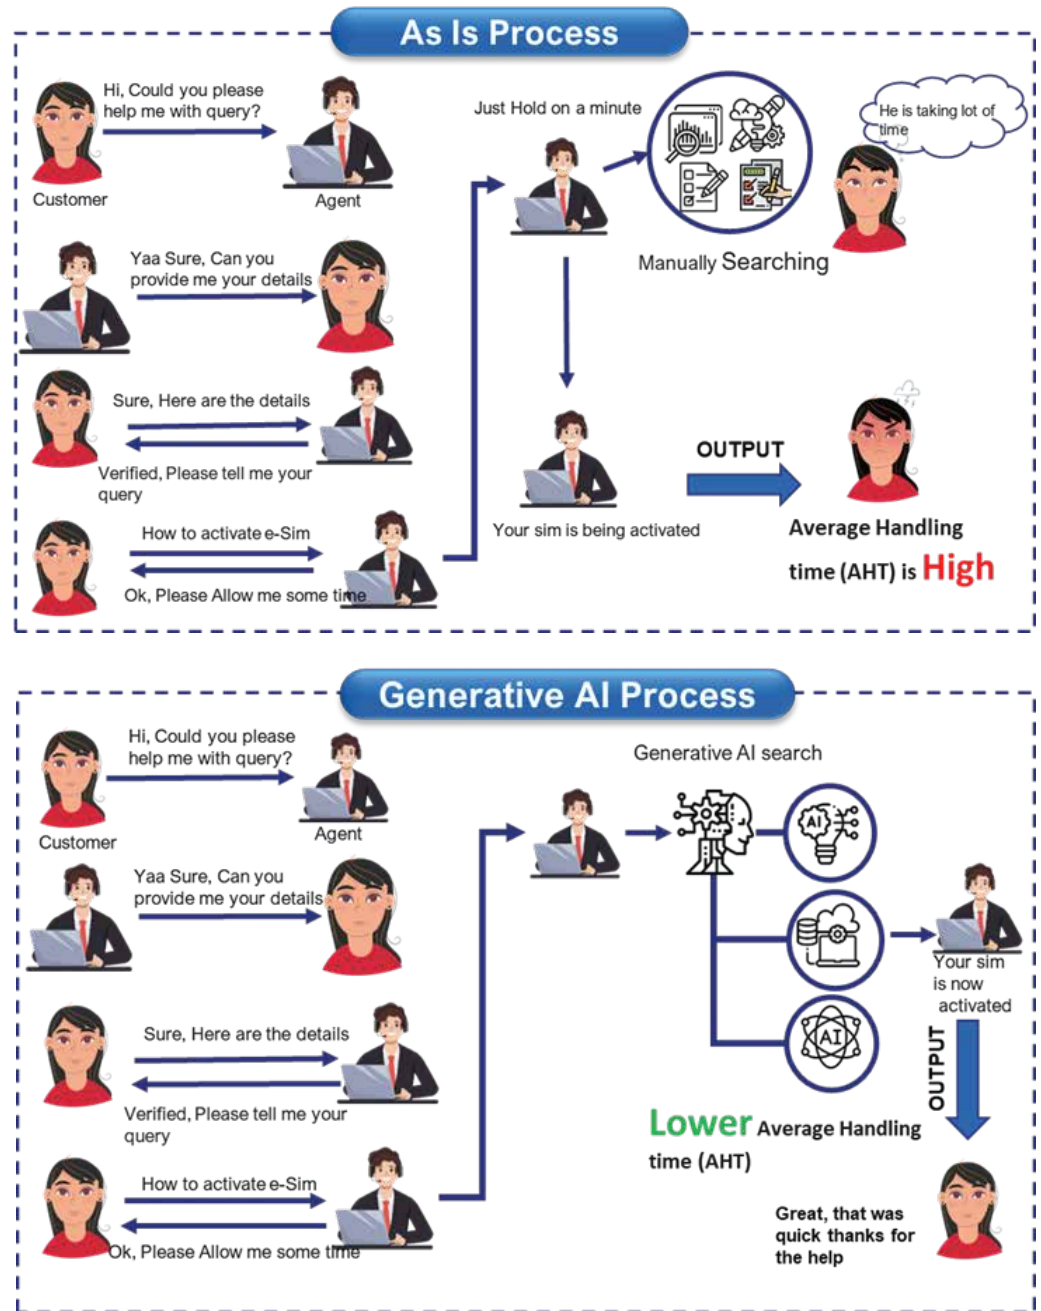 As Is Process
Hi, Could you please
help me with query?
Customer
Agent
Yaa Sure, Can you
provide me your details
Sure, Here are the details
Verified, Please tell me your
query
How to activate e-Sim
Ok, Please Allow me some time
Just Hold on a minute
Manually Searching
He is taking lot of
time
Your sim is being activated
OUTPUT
Average Handling
time (AHT) is High
Generative AI Process
Hi, Could you please
help me with query?
Customer
Agent
Yaa Sure, Can you
provide me your details
Sure, Here are the details
Verified, Please tell me your
query
How to activate e-Sim
Ok, Please Allow me some time
Generative AI search
AI
AI
Your sim
is now
activated
OUTPUT
Lower Average Handling
time (AHT)
Great, that was
quick thanks for
the help